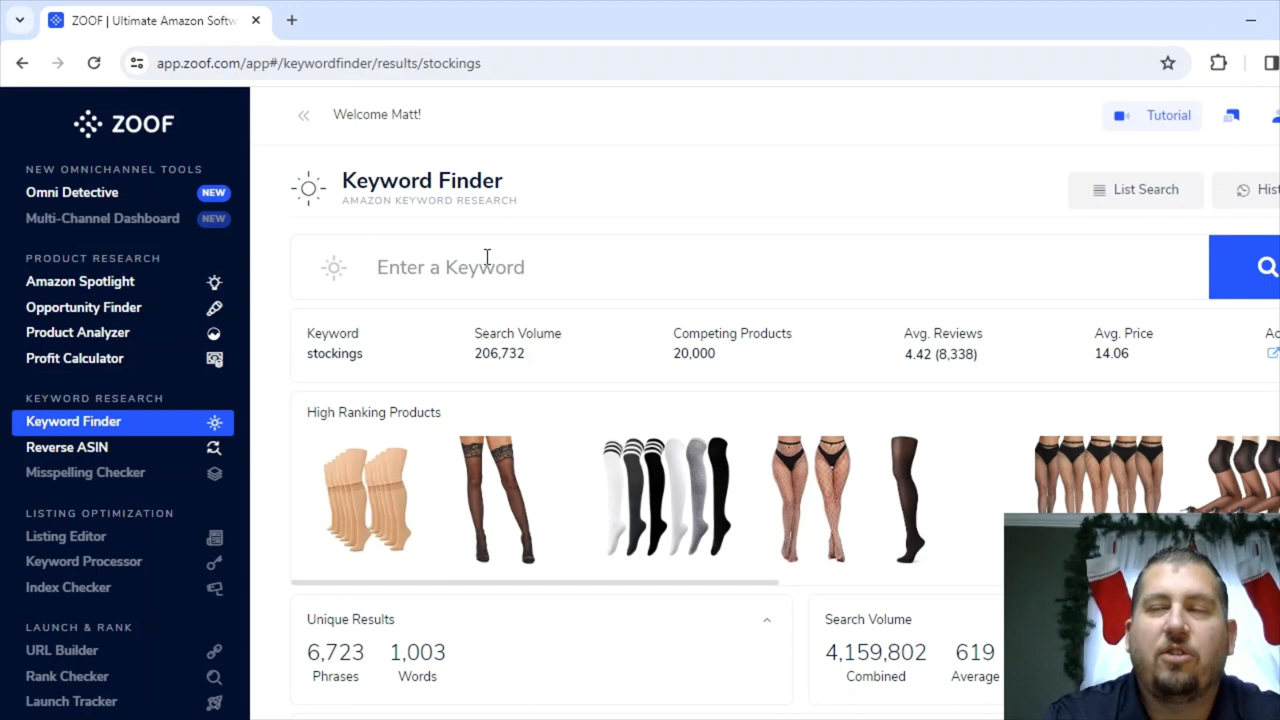 ZOOF | Ultimate Amazon Softw
app.zoof.com/app#/keywordfinder/results/stockings
ZOOF
NEW OMNICHANNEL TOOLS
Omni Detective NEW
Multi-Channel Dashboard NEW
PRODUCT RESEARCH
Amazon Spotlight
Opportunity Finder
Product Analyzer
Profit Calculator
KEYWORD RESEARCH
Keyword Finder
Reverse ASIN
Misspelling Checker
LISTING OPTIMIZATION
Listing Editor
Keyword Processor
Index Checker
LAUNCH & RANK
URL Builder
Rank Checker
Launch Tracker
Welcome Matt!
Tutorial
Keyword Finder
AMAZON KEYWORD RESEARCH
List Search
Hist
Enter a Keyword
Keyword Search Volume Competing Products Avg. Reviews Avg. Price Ac
stockings 206,732 20,000 4.42 (8,338) 14.06
High Ranking Products
Unique Results
6,723 1,003
Phrases Words
Search Volume
4,159,802 619
Combined Average